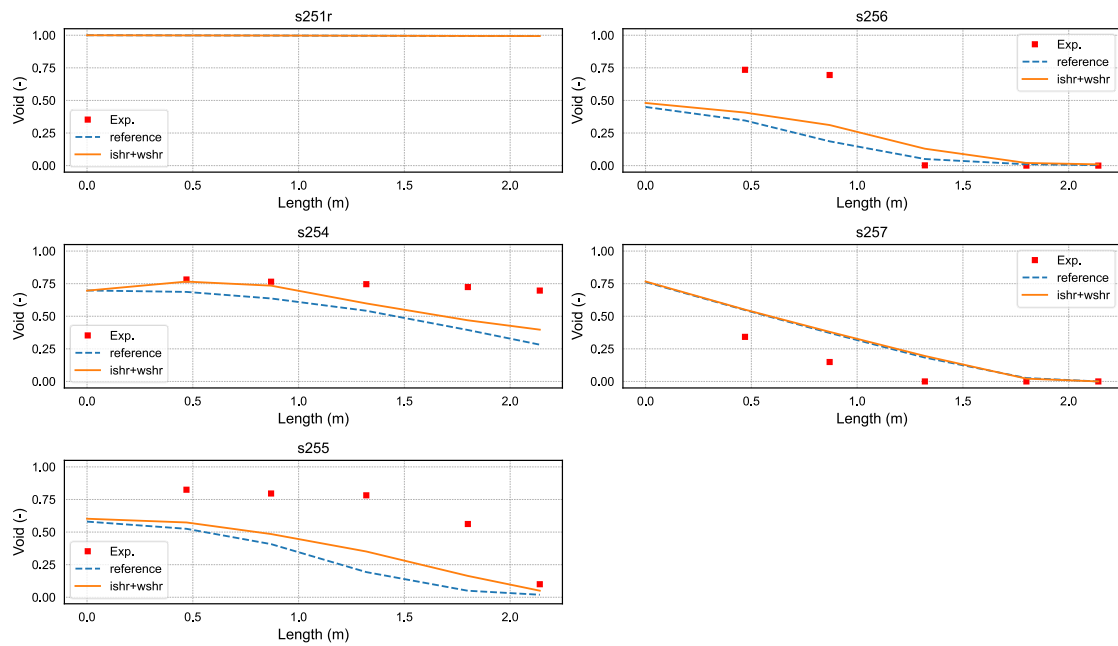 s251r
1.00
0.75
0.50
0.25
0.00
Void (-)
Exp.
reference
ishr+wshr
0.0 0.5 1.0 1.5 2.0
Length (m)
s256
1.00
0.75
0.50
0.25
0.00
Void (-)
Exp.
reference
ishr+wshr
0.0 0.5 1.0 1.5 2.0
Length (m)
s254
1.00
0.75
0.50
0.25
0.00
Void (-)
Exp.
reference
ishr+wshr
0.0 0.5 1.0 1.5 2.0
Length (m)
s257
1.00
0.75
0.50
0.25
0.00
Void (-)
Exp.
reference
ishr+wshr
0.0 0.5 1.0 1.5 2.0
Length (m)
s255
1.00
0.75
0.50
0.25
0.00
Void (-)
Exp.
reference
ishr+wshr
0.0 0.5 1.0 1.5 2.0
Length (m)